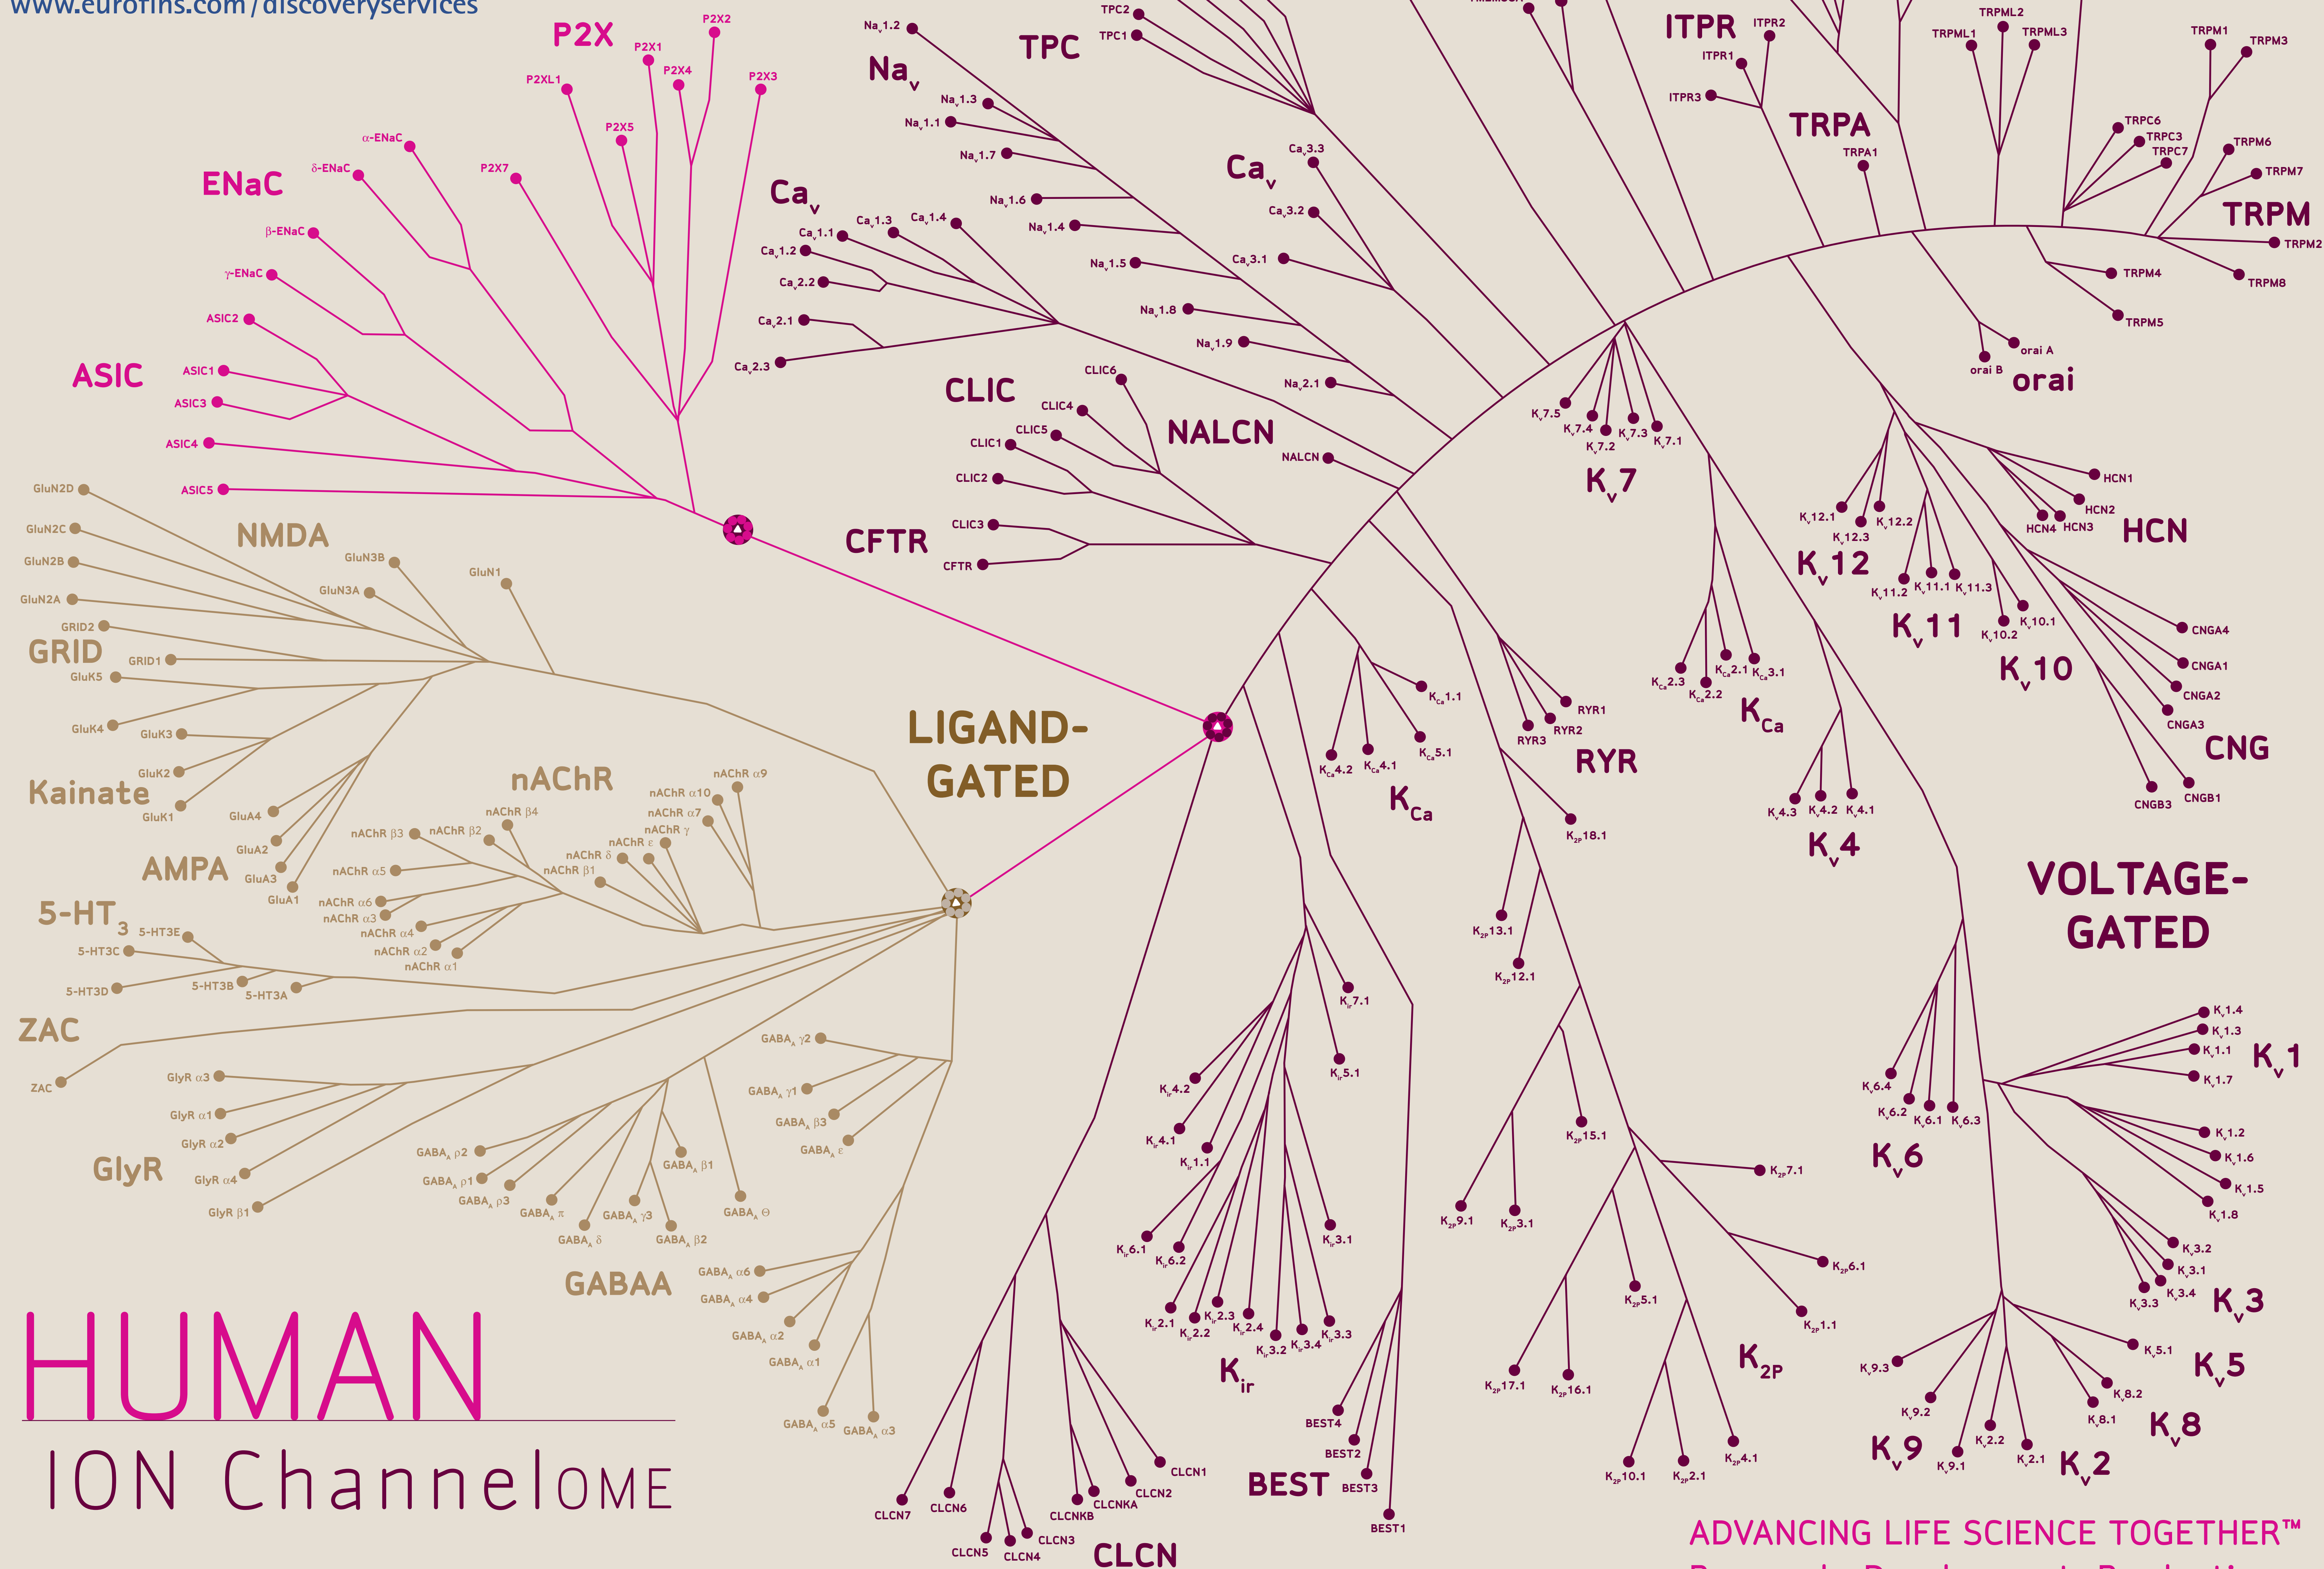 www.eurofins.com/discoveryservices
P2X
P2X2
P2X1
P2X4
P2XL1
P2X3
P2X5
P2X7
ENaC
α-ENaC
δ-ENaC
β-ENaC
γ-ENaC
ASIC
ASIC2
ASIC1
ASIC3
ASIC4
ASIC5
Nav
Nav1.2
Nav1.3
Nav1.1
Nav1.7
Nav1.6
Nav1.4
Nav1.5
Nav1.8
Nav1.9
Nav2.1
TPC
TPC2
TPC1
Cav
Cav1.4
Cav1.3
Cav1.1
Cav1.2
Cav2.2
Cav2.1
Cav2.3
Cav
Cav3.3
Cav3.2
Cav3.1
CLIC
CLIC6
CLIC4
CLIC5
CLIC1
CLIC2
CLIC3
NALCN
NALCN
CFTR
CFTR
ITPR
ITPR2
ITPR1
ITPR3
TRPA
TRPA1
TRPML2
TRPML1
TRPML3
TRPM1
TRPM3
TRPC6
TRPC3
TRPC7
TRPM6
TRPM7
TRPM
TRPM2
TRPM4
TRPM8
TRPM5
orai A
orai B
orai
Kv7.5
Kv7.4
Kv7.2
Kv7.3
Kv7.1
Kv7
HCN1
HCN2
HCN3
HCN4
HCN
Kv12.1
Kv12.3
Kv12.2
Kv12
Kv11.2
Kv11.1
Kv11.3
Kv11
Kv10.2
Kv10.1
Kv10
CNGA4
CNGA1
CNGA2
CNGA3
CNG
CNGB3
CNGB1
KCa2.3
KCa2.2
KCa2.1
KCa3.1
KCa
Kv4.3
Kv4.2
Kv4.1
Kv4
RYR1
RYR2
RYR3
RYR
KCa1.1
KCa5.1
KCa4.2
KCa4.1
KCa
NMDA
GluN2D
GluN2C
GluN2B
GluN2A
GluN3B
GluN3A
GluN1
GRID
GRID2
GRID1
GluK5
GluK4
GluK3
GluK2
GluK1
Kainate
GluA4
GluA2
GluA3
GluA1
AMPA
LIGAND-
GATED
nAChR
nAChR α9
nAChR α10
nAChR α7
nAChR γ
nAChR ε
nAChR δ
nAChR β1
nAChR β4
nAChR β2
nAChR β3
nAChR α5
nAChR α6
nAChR α3
nAChR α4
nAChR α2
nAChR α1
5-HT3
5-HT3E
5-HT3C
5-HT3D
5-HT3B
5-HT3A
ZAC
ZAC
GlyR α3
GlyR α1
GlyR α2
GlyR α4
GlyR β1
GlyR
GABAA γ2
GABAA γ1
GABAA β3
GABAA ε
GABAA ρ2
GABAA ρ1
GABAA ρ3
GABAA π
GABAA δ
GABAA γ3
GABAA β2
GABAA β1
GABAA Θ
GABAA
GABAA α6
GABAA α4
GABAA α2
GABAA α1
GABAA α5
GABAA α3
VOLTAGE-
GATED
K2P18.1
K2P13.1
K2P12.1
K2P15.1
K2P9.1
K2P3.1
K2P7.1
K2P6.1
K2P1.1
K2P5.1
K2P17.1
K2P16.1
K2P10.1
K2P2.1
K2P4.1
K2P
Kir7.1
Kir5.1
Kir4.2
Kir4.1
Kir1.1
Kir6.1
Kir6.2
Kir2.1
Kir2.2
Kir2.3
Kir2.4
Kir3.2
Kir3.4
Kir3.3
Kir3.1
Kir
Kv1.4
Kv1.3
Kv1.1
Kv1.7
Kv1
Kv1.2
Kv1.6
Kv1.5
Kv1.8
Kv6.4
Kv6.2
Kv6.1
Kv6.3
Kv6
Kv3.2
Kv3.1
Kv3.4
Kv3.3
Kv3
Kv5.1
Kv5
Kv8.2
Kv8.1
Kv8
Kv9.3
Kv9.2
Kv9.1
Kv9
Kv2.2
Kv2.1
Kv2
BEST4
BEST2
BEST3
BEST1
BEST
CLCN7
CLCN6
CLCN5
CLCN4
CLCN3
CLCNKB
CLCNKA
CLCN2
CLCN1
CLCN
HUMAN
ION ChannelOME
ADVANCING LIFE SCIENCE TOGETHER™